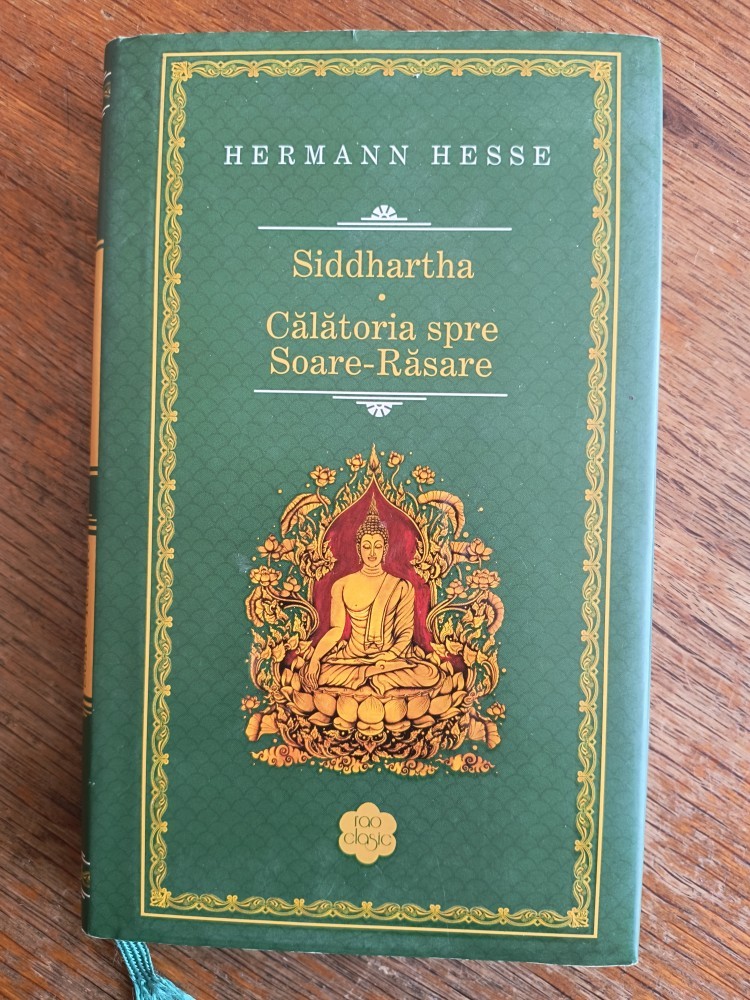 HERMANN HESSE
Siddhartha
•
Călătoria spre
Soare-Răsare
rao
clasic